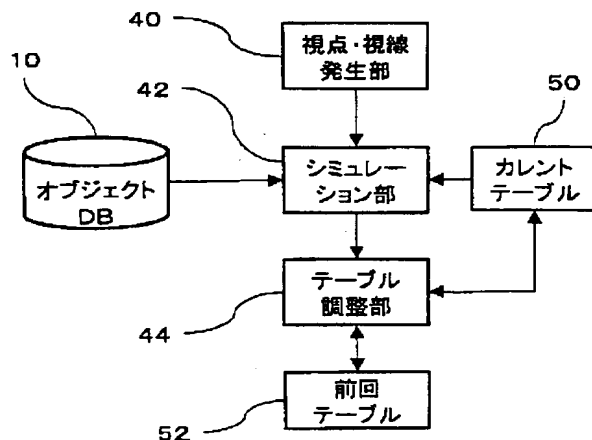 40
視点・視線
発生部
10
42
50
オブジェクト
DB
シミュレー
ション部
カレント
テーブル
テーブル
調整部
44
前回
テーブル
52